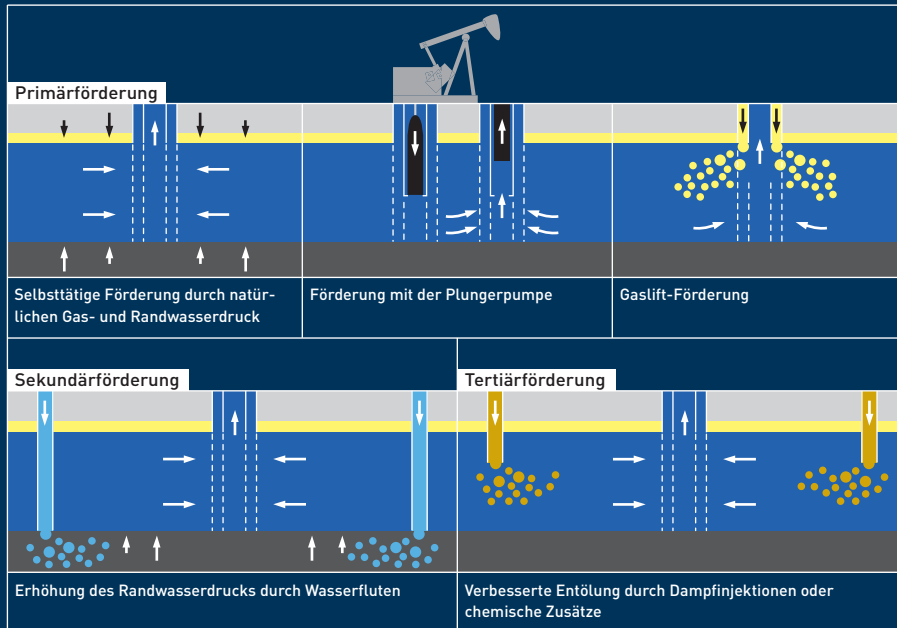 Primärförderung
Selbsttätige Förderung durch natür-
lichen Gas- und Randwasserdruck
Förderung mit der Plungerpumpe
Gaslift-Förderung
Sekundärförderung
Erhöhung des Randwasserdrucks durch Wasserfluten
Tertiärförderung
Verbesserte Entölung durch Dampfinjektionen oder
chemische Zusätze